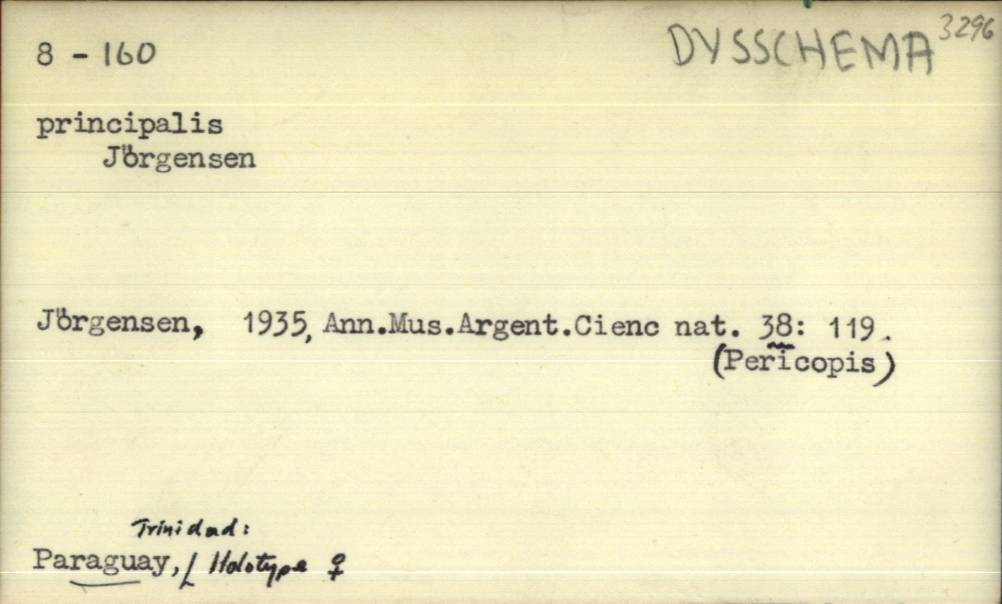 8 - 160
DYSSCHEMA 3296
principalis
Jörgensen
Jörgensen, 1935, Ann.Mus.Argent.Cienc nat. 38: 119.
(Pericopis)
Trinidad:
Paraguay, Holotype ♀